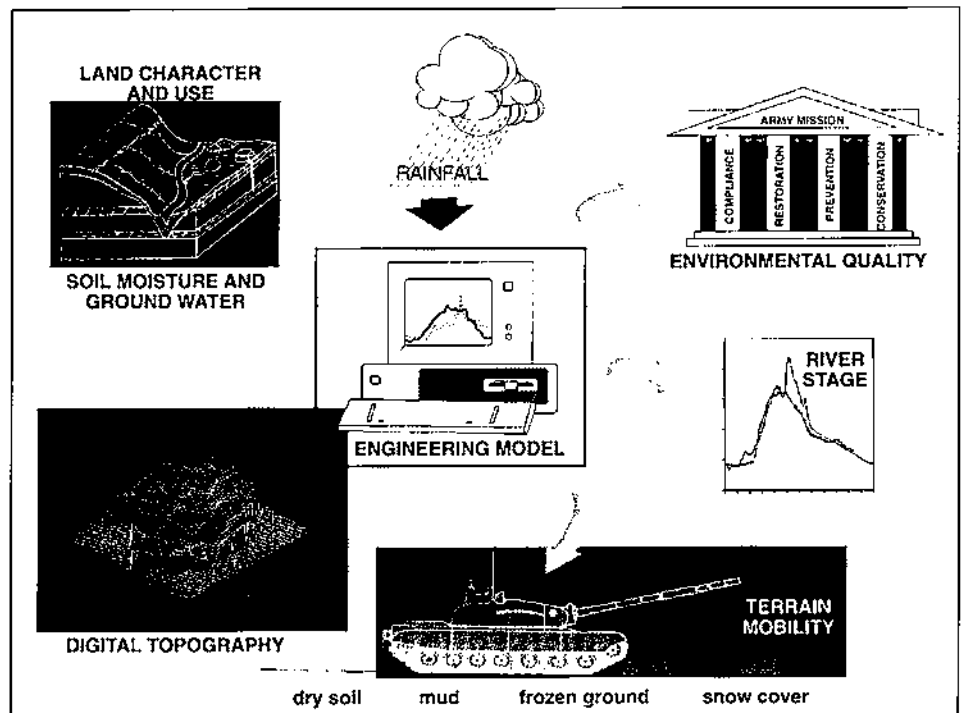 LAND CHARACTER
AND USE
SOIL MOISTURE AND
GROUND WATER
RAINFALL
ARMY MISSION
COMPLIANCE
RESTORATION
PREVENTION
CONSERVATION
ENVIRONMENTAL QUALITY
ENGINEERING MODEL
RIVER
STAGE
DIGITAL TOPOGRAPHY
TERRAIN
MOBILITY
dry soil mud frozen ground snow cover